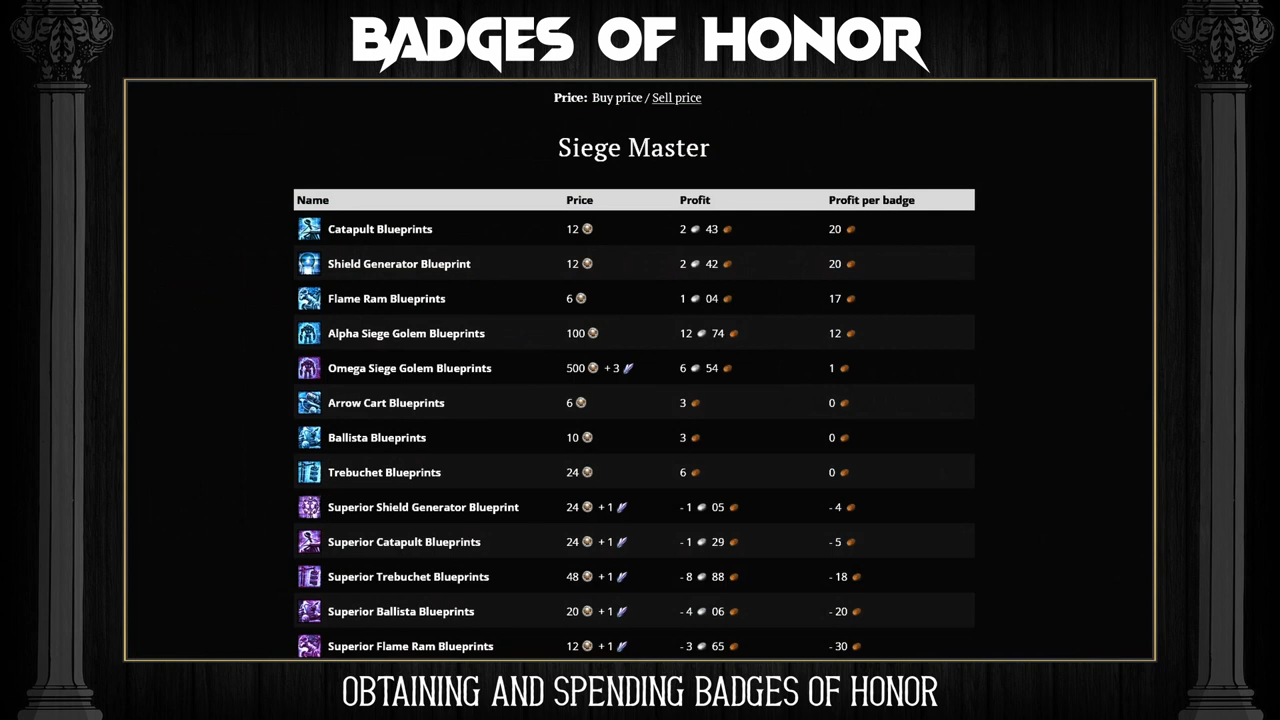 BADGES OF HONOR
Price: Buy price / Sell price
Siege Master
Name Price Profit Profit per badge
Catapult Blueprints 12 2 43 20
Shield Generator Blueprint 12 2 42 20
Flame Ram Blueprints 6 1 04 17
Alpha Siege Golem Blueprints 100 12 74 12
Omega Siege Golem Blueprints 500 + 3 6 54 1
Arrow Cart Blueprints 6 3 0
Ballista Blueprints 10 3 0
Trebuchet Blueprints 24 6 0
Superior Shield Generator Blueprint 24 + 1 - 1 05 - 4
Superior Catapult Blueprints 24 + 1 - 1 29 - 5
Superior Trebuchet Blueprints 48 + 1 - 8 88 - 18
Superior Ballista Blueprints 20 + 1 - 4 06 - 20
Superior Flame Ram Blueprints 12 + 1 - 3 65 - 30
OBTAINING AND SPENDING BADGES OF HONOR